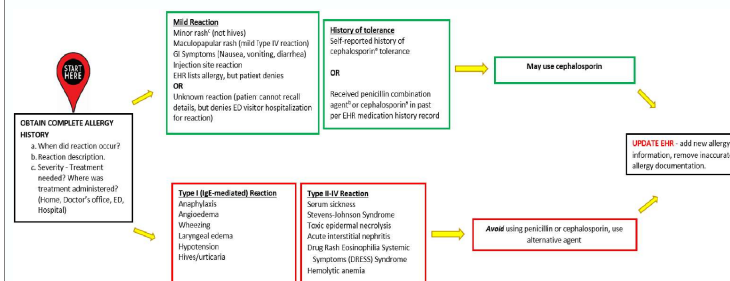 START
HERE
OBTAIN COMPLETE ALLERGY
HISTORY
a. When did reaction occur?
b. Reaction description.
c. Severity - Treatment
needed? Where was
treatment administered?
(Home, Doctor's office, ED,
Hospital)
Mild Reaction
Minor rashᶜ (not hives)
Maculopapular rash (mild Type IV reaction)
GI Symptoms (Nausea, vomiting, diarrhea)
Injection site reaction
EHR lists allergy, but patient denies
OR
Unknown reaction (patient cannot recall
details, but denies ED visit or hospitalization
for reaction)
History of tolerance
Self-reported history of
cephalosporinᵃ tolerance
OR
Received penicillin combination
agentᵇ or cephalosporinᵃ in past
per EHR medication history record
May use cephalosporin
Type I (IgE-mediated) Reaction
Anaphylaxis
Angioedema
Wheezing
Laryngeal edema
Hypotension
Hives/urticaria
Type II-IV Reaction
Serum sickness
Stevens-Johnson Syndrome
Toxic epidermal necrolysis
Acute interstitial nephritis
Drug Rash Eosinophilia Systemic
Symptoms (DRESS) Syndrome
Hemolytic anemia
Avoid using penicillin or cephalosporin, use
alternative agent
UPDATE EHR - add new allergy
information, remove inaccurate
allergy documentation.